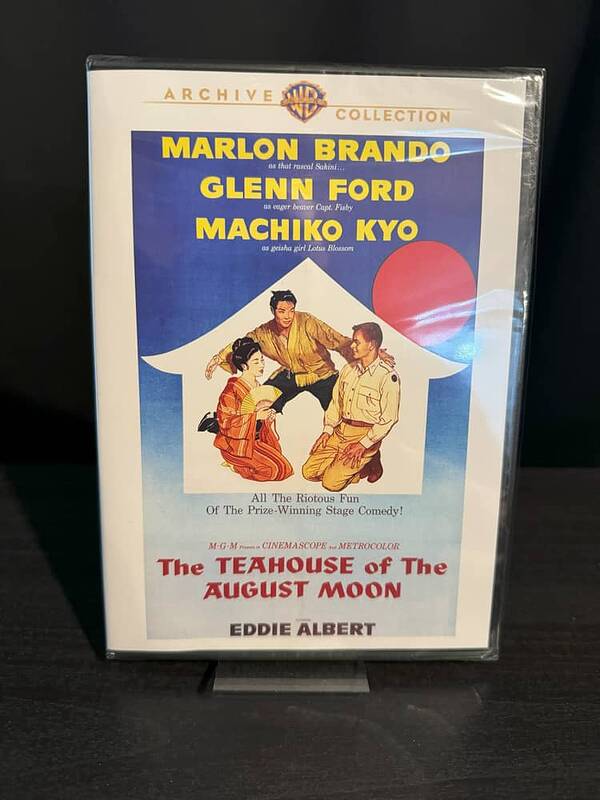 ARCHIVE WB COLLECTION
MARLON BRANDO
as that rascal Sakini...
GLENN FORD
as eager beaver Capt. Fisby
MACHIKO KYO
as geisha girl Lotus Blossom
All The Riotous Fun
Of The Prize-Winning Stage Comedy!
M-G-M Presents in CINEMASCOPE And METROCOLOR
The TEAHOUSE of The
AUGUST MOON
EDDIE ALBERT